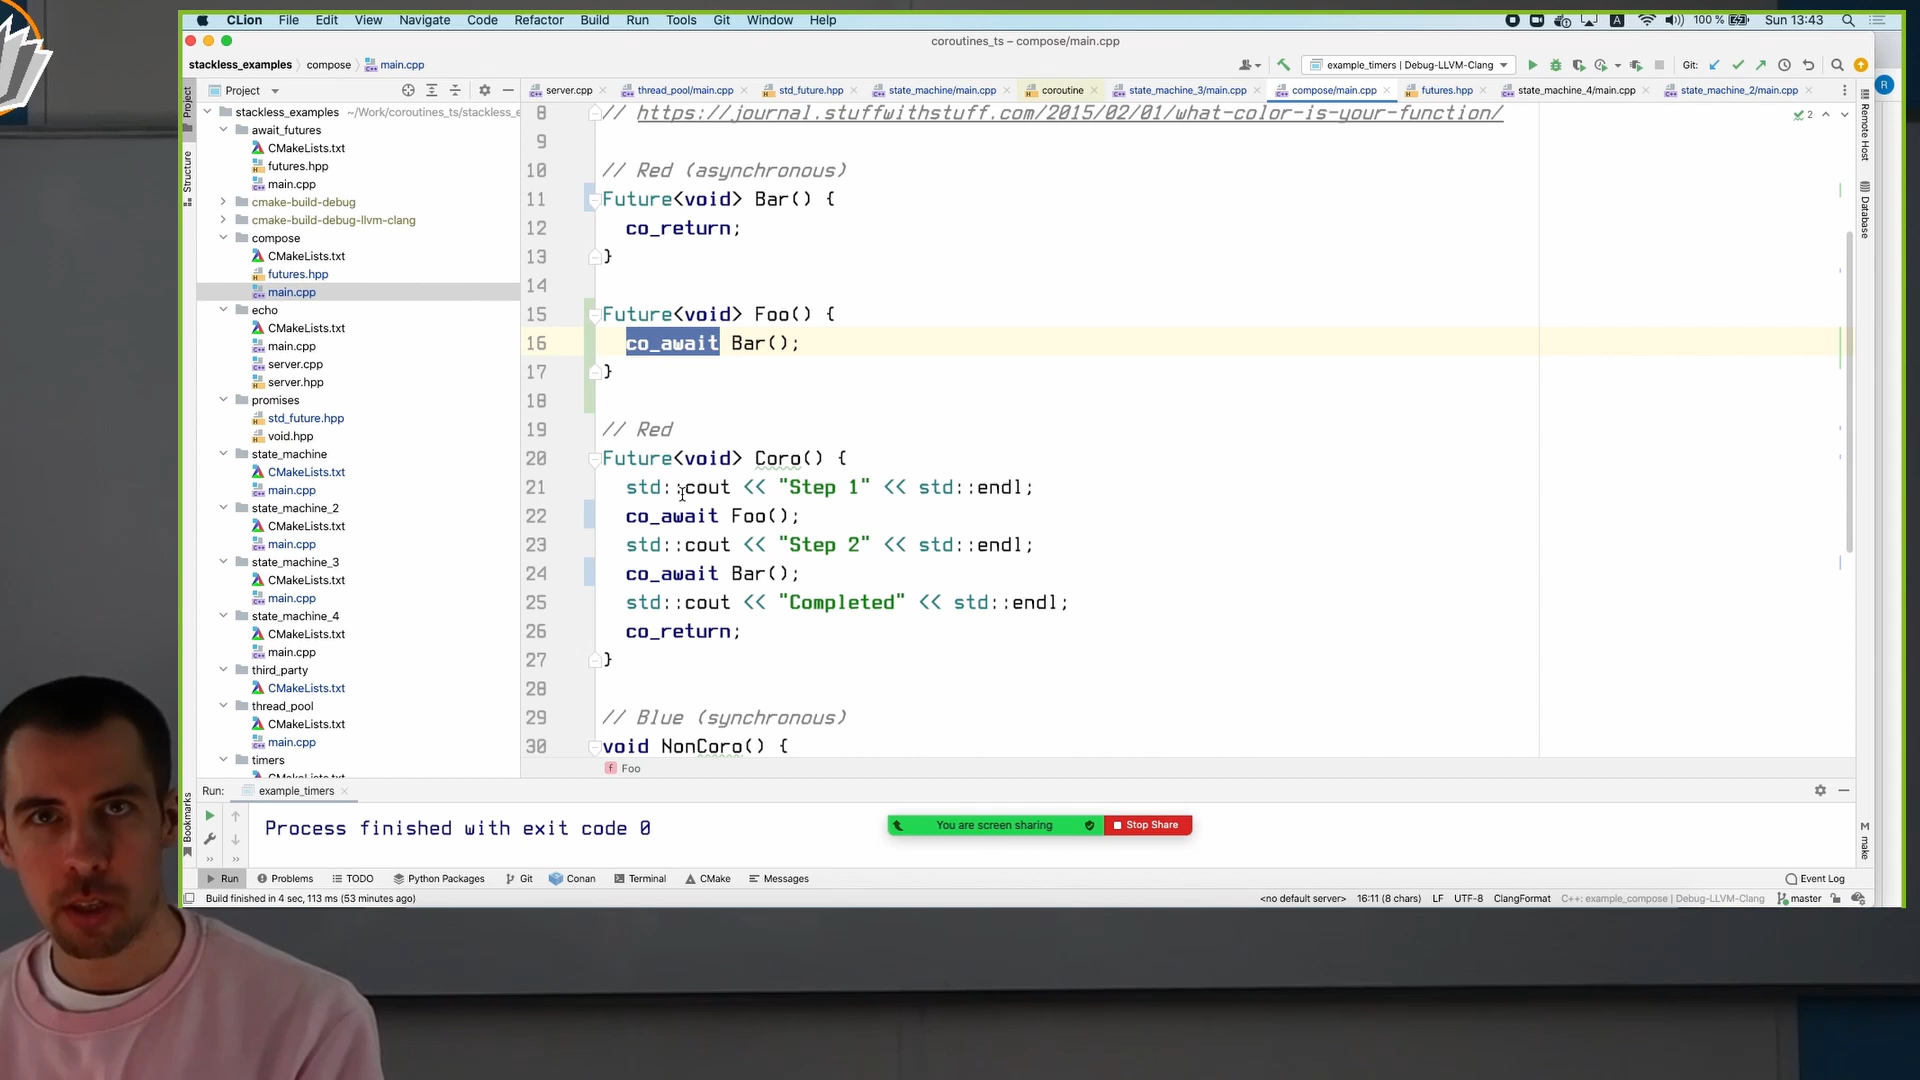 CLion File Edit View Navigate Code Refactor Build Run Tools Git Window Help A 100 % Sun 13:43
coroutines_ts – compose/main.cpp
stackless_examples compose main.cpp example_timers | Debug-LLVM-Clang Git:
Project server.cpp thread_pool/main.cpp std_future.hpp state_machine/main.cpp coroutine state_machine_3/main.cpp compose/main.cpp futures.hpp state_machine_4/main.cpp state_machine_2/main.cpp R
Project
Structure
Bookmarks
Remote Host
Database
make
stackless_examples ~/Work/coroutines_ts/stackless_e
await_futures
CMakeLists.txt
futures.hpp
main.cpp
cmake-build-debug
cmake-build-debug-llvm-clang
compose
CMakeLists.txt
futures.hpp
main.cpp
echo
CMakeLists.txt
main.cpp
server.cpp
server.hpp
promises
std_future.hpp
void.hpp
state_machine
CMakeLists.txt
main.cpp
state_machine_2
CMakeLists.txt
main.cpp
state_machine_3
CMakeLists.txt
main.cpp
state_machine_4
CMakeLists.txt
main.cpp
third_party
CMakeLists.txt
thread_pool
CMakeLists.txt
main.cpp
timers
CMakeLists.txt
8 // https://journal.stuffwithstuff.com/2015/02/01/what-color-is-your-function/ 2
9
10 // Red (asynchronous)
11 Future<void> Bar() {
12 co_return;
13 }
14
15 Future<void> Foo() {
16 co_await Bar();
17 }
18
19 // Red
20 Future<void> Coro() {
21 std::cout << "Step 1" << std::endl;
22 co_await Foo();
23 std::cout << "Step 2" << std::endl;
24 co_await Bar();
25 std::cout << "Completed" << std::endl;
26 co_return;
27 }
28
29 // Blue (synchronous)
30 void NonCoro() {
f Foo
Run: example_timers
Process finished with exit code 0
You are screen sharing Stop Share
Run Problems TODO Python Packages Git Conan Terminal CMake Messages Event Log
Build finished in 4 sec, 113 ms (53 minutes ago) <no default server> 16:11 (8 chars) LF UTF-8 ClangFormat C++: example_compose | Debug-LLVM-Clang master